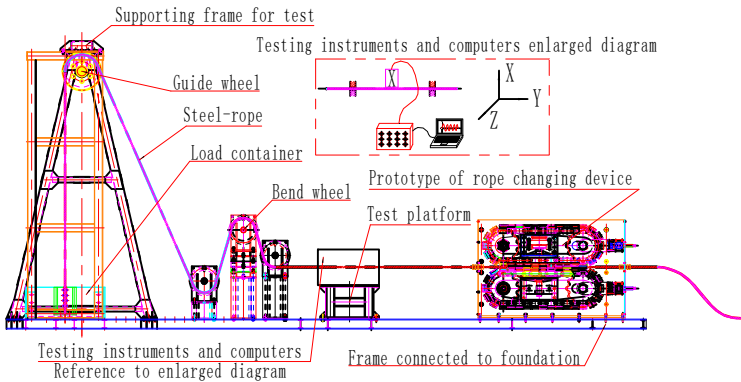 Supporting frame for test
Testing instruments and computers enlarged diagram
X
X
Y
Z
Guide wheel
Steel-rope
Load container
Prototype of rope changing device
Bend wheel
Test platform
Testing instruments and computers
Reference to enlarged diagram
Frame connected to foundation